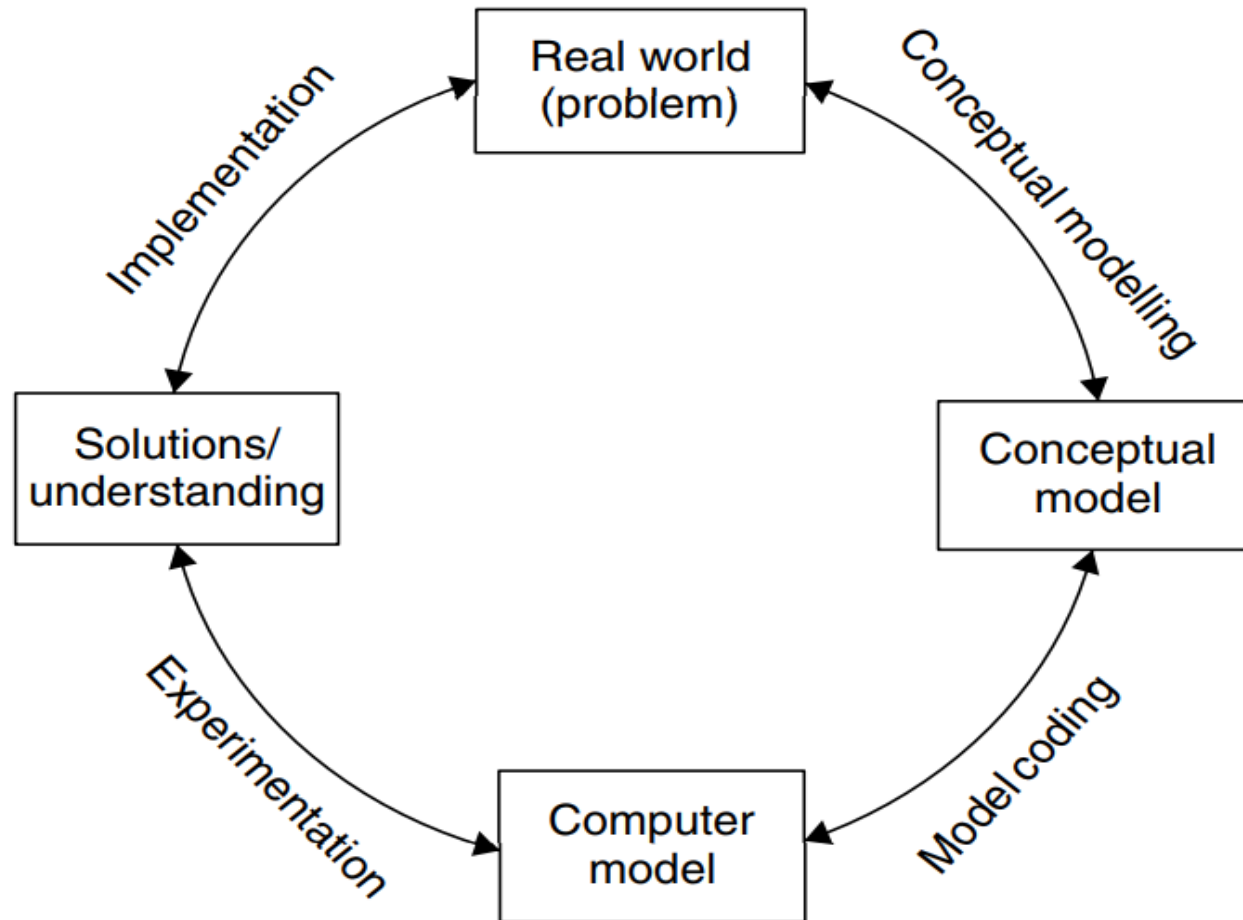 Real world
(problem)
Conceptual modelling
Implementation
Solutions/
understanding
Conceptual
model
Experimentation
Model coding
Computer
model